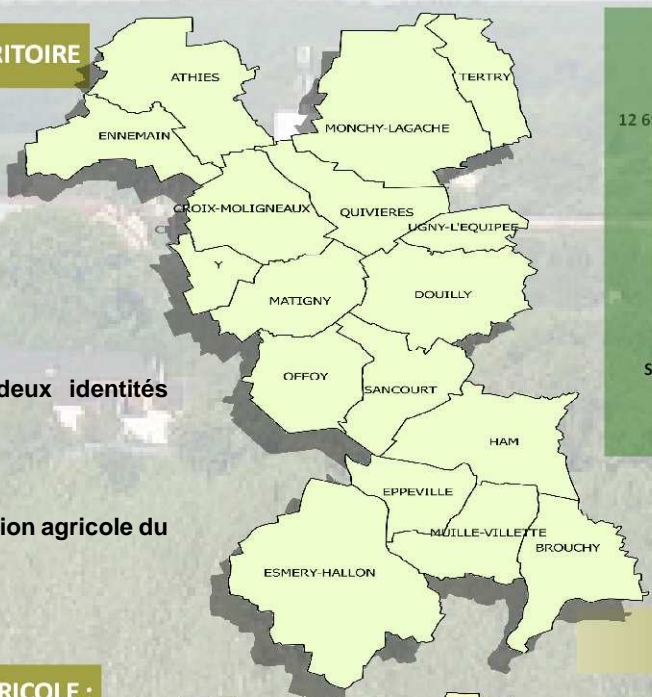 RITOIRE
ATHIES
TERTRY
ENNEMAIN
MONCHY-LAGACHE
12 6
CROIX-MOLIGNEAUX
QUIVIERES
UGNY-L'EQUIPEE
Y
MATIGNY
DOUILLY
OFFOY
SANCOURT
S
deux identités
HAM
EPPEVILLE
tion agricole du
MUILLE-VILLETTE
BROUCHY
ESMERY-HALLON
RICOLE :